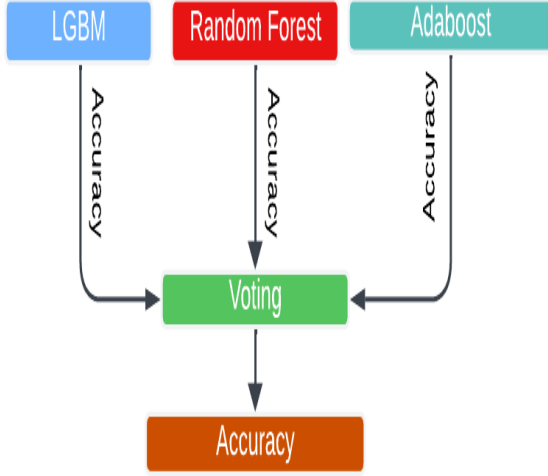 LGBM
Random Forest
Adaboost
Accuracy
Accuracy
Accuracy
Voting
Accuracy